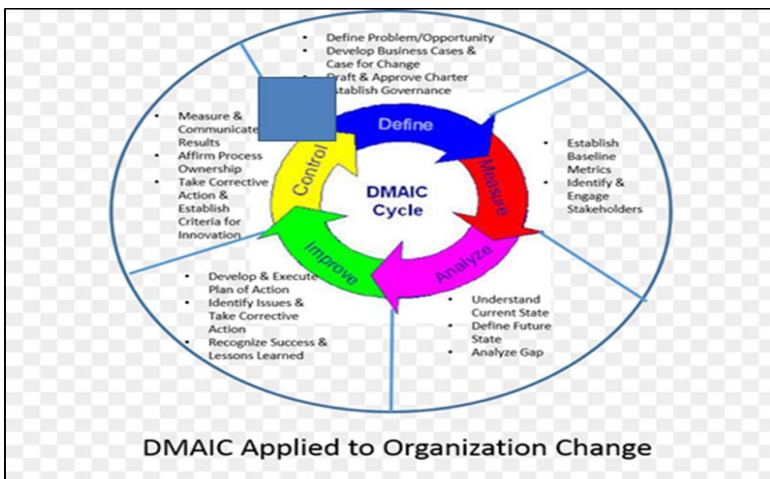 • Define Problem/Opportunity
• Develop Business Cases &
Case for Change
• Draft & Approve Charter
Establish Governance
• Measure &
Communicate
Results
• Affirm Process
Ownership
• Take Corrective
Action &
Establish
Criteria for
Innovation
• Establish
Baseline
Metrics
• Identify &
Engage
Stakeholders
Define
Measure
Analyze
Improve
Control
DMAIC
Cycle
• Develop & Execute
Plan of Action
• Identify Issues &
Take Corrective
Action
• Recognize Success &
Lessons Learned
• Understand
Current State
• Define Future
State
• Analyze Gap
DMAIC Applied to Organization Change